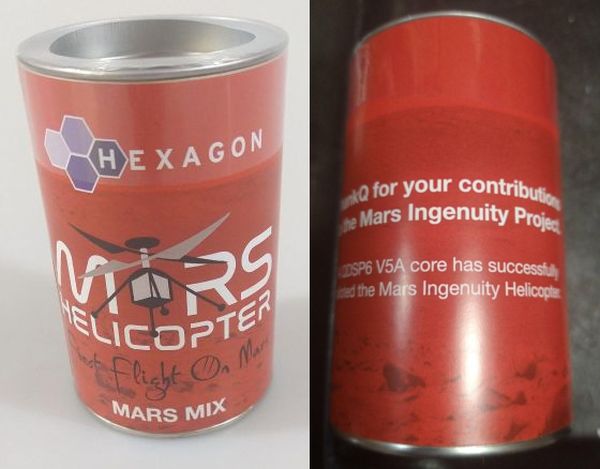 HEXAGON
MARS
HELICOPTER
First Flight On Mars
MARS MIX
for your contributions
the Mars Ingenuity Project.
QDSP6 V5A core has successfully
the Mars Ingenuity Helicopter.